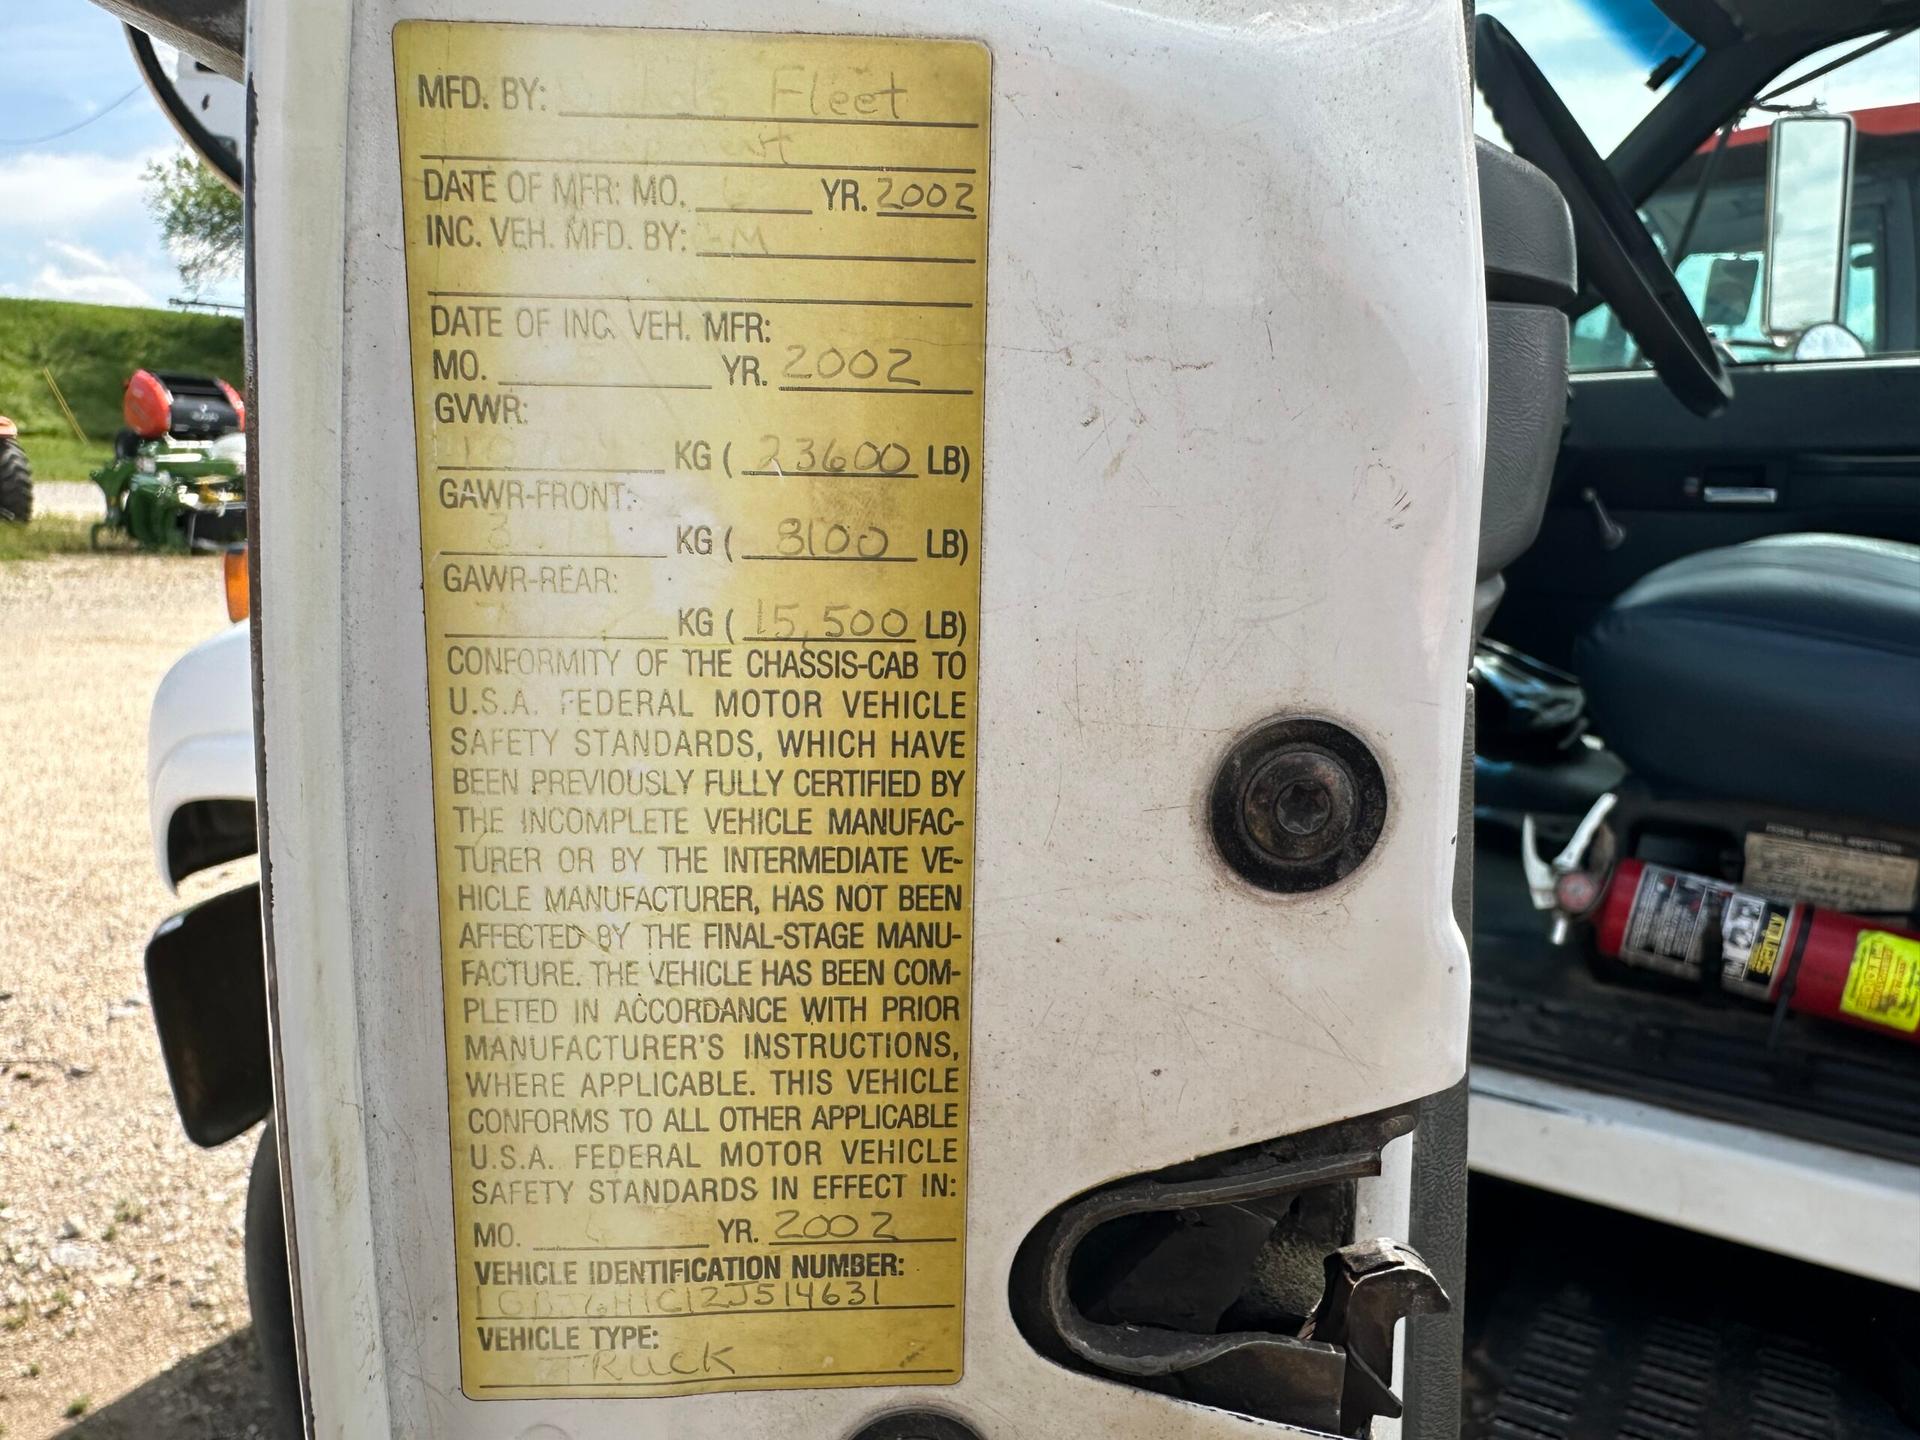 MFD. BY: Fleet
DATE OF MFR: MO. YR. 2002
INC. VEH. MFD. BY:
DATE OF INC. VEH. MFR:
MO. YR. 2002
GVWR:
KG ( 23600 LB)
GAWR-FRONT:
KG ( 8100 LB)
GAWR-REAR:
KG ( 15,500 LB)
CONFORMITY OF THE CHASSIS-CAB TO
U.S.A. FEDERAL MOTOR VEHICLE
SAFETY STANDARDS, WHICH HAVE
BEEN PREVIOUSLY FULLY CERTIFIED BY
THE INCOMPLETE VEHICLE MANUFAC-
TURER OR BY THE INTERMEDIATE VE-
HICLE MANUFACTURER, HAS NOT BEEN
AFFECTED BY THE FINAL-STAGE MANU-
FACTURE. THE VEHICLE HAS BEEN COM-
PLETED IN ACCORDANCE WITH PRIOR
MANUFACTURER'S INSTRUCTIONS,
WHERE APPLICABLE. THIS VEHICLE
CONFORMS TO ALL OTHER APPLICABLE
U.S.A. FEDERAL MOTOR VEHICLE
SAFETY STANDARDS IN EFFECT IN:
MO. YR. 2002
VEHICLE IDENTIFICATION NUMBER:
VEHICLE TYPE:
TRUCK
FEDERAL ANNUAL INSPECTION